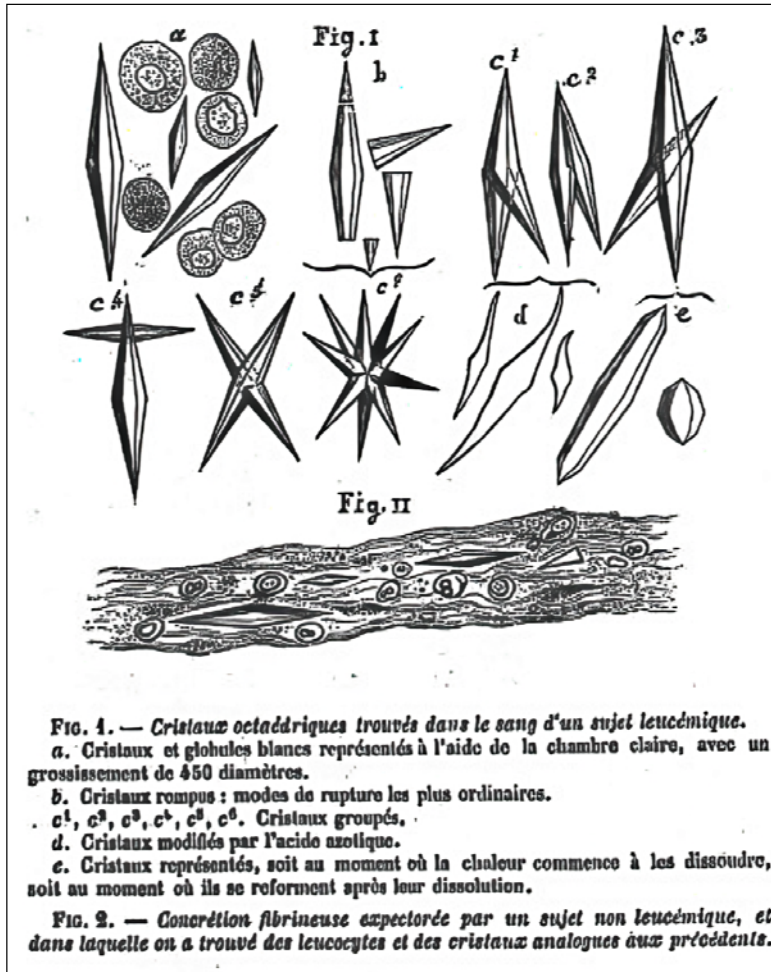 a
Fig. I
b
c1
c2
c.3
c4
c5
c
d
e
Fig. II
FIG. 1. — Cristaux octaédriques trouvés dans le sang d'un sujet leucémique.
a. Cristaux et globules blancs représentés à l'aide de la chambre claire, avec un
grossissement de 450 diamètres.
b. Cristaux rompus : modes de rupture les plus ordinaires.
c¹, c², c³, c⁴, c⁵, c⁶. Cristaux groupés.
d. Cristaux modifiés par l'acide azotique.
e. Cristaux représentés, soit au moment où la chaleur commence à les dissoudre,
soit au moment où ils se reforment après leur dissolution.
FIG. 2. — Concrétion fibrineuse expectorée par un sujet non leucémique, et
dans laquelle on a trouvé des leucocytes et des cristaux analogues aux précédents.